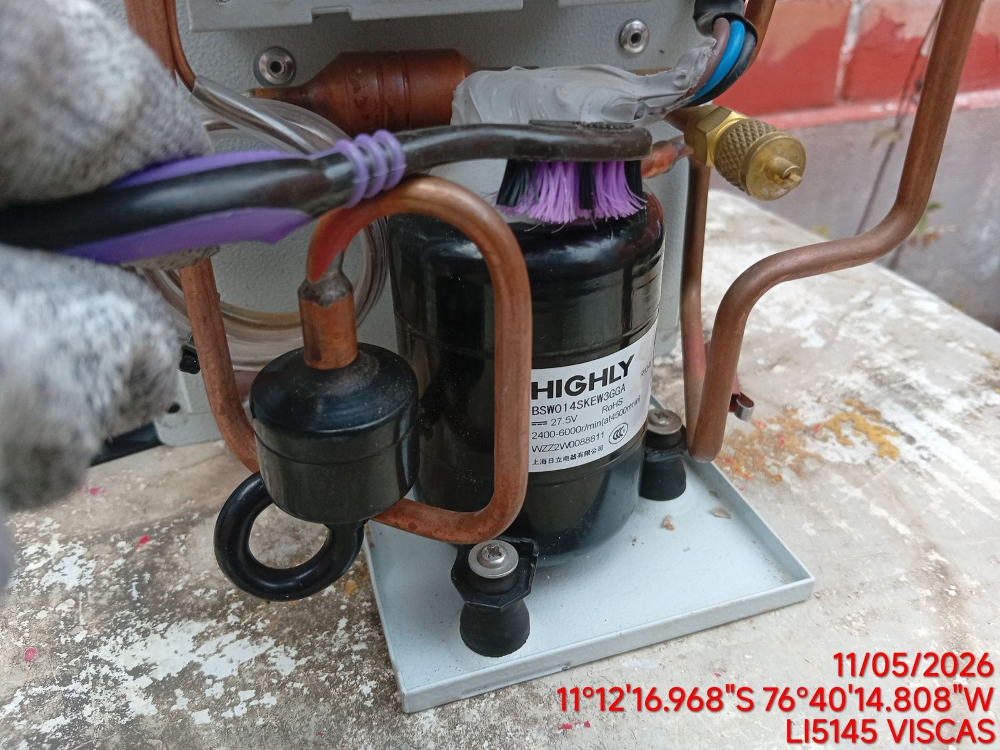 HIGHLY
BSW014SKEW3GGA
27.5V RoHS
2400-6000r/min(at4500r/min)
WZZ2W0088811 CCC
上海日立电器有限公司
11/05/2026
11°12'16.968"S 76°40'14.808"W
LI5145 VISCAS